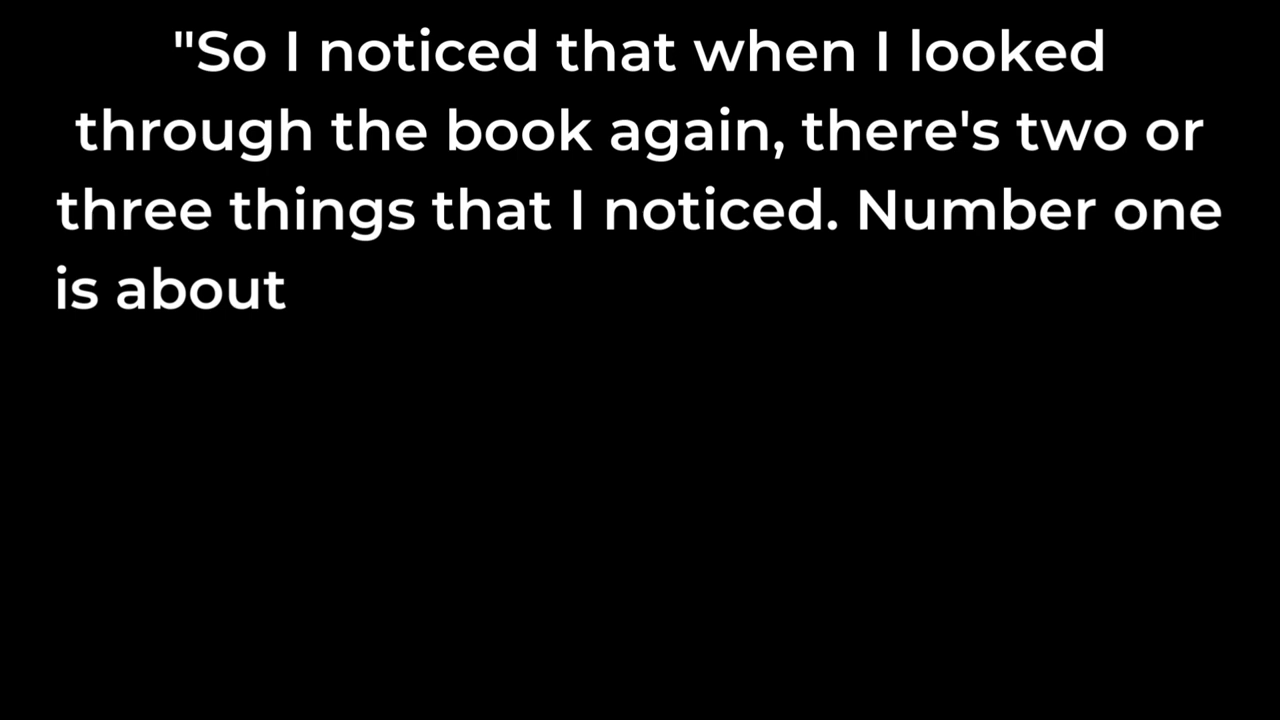 "So I noticed that when I looked
through the book again, there's two or
three things that I noticed. Number one
is about